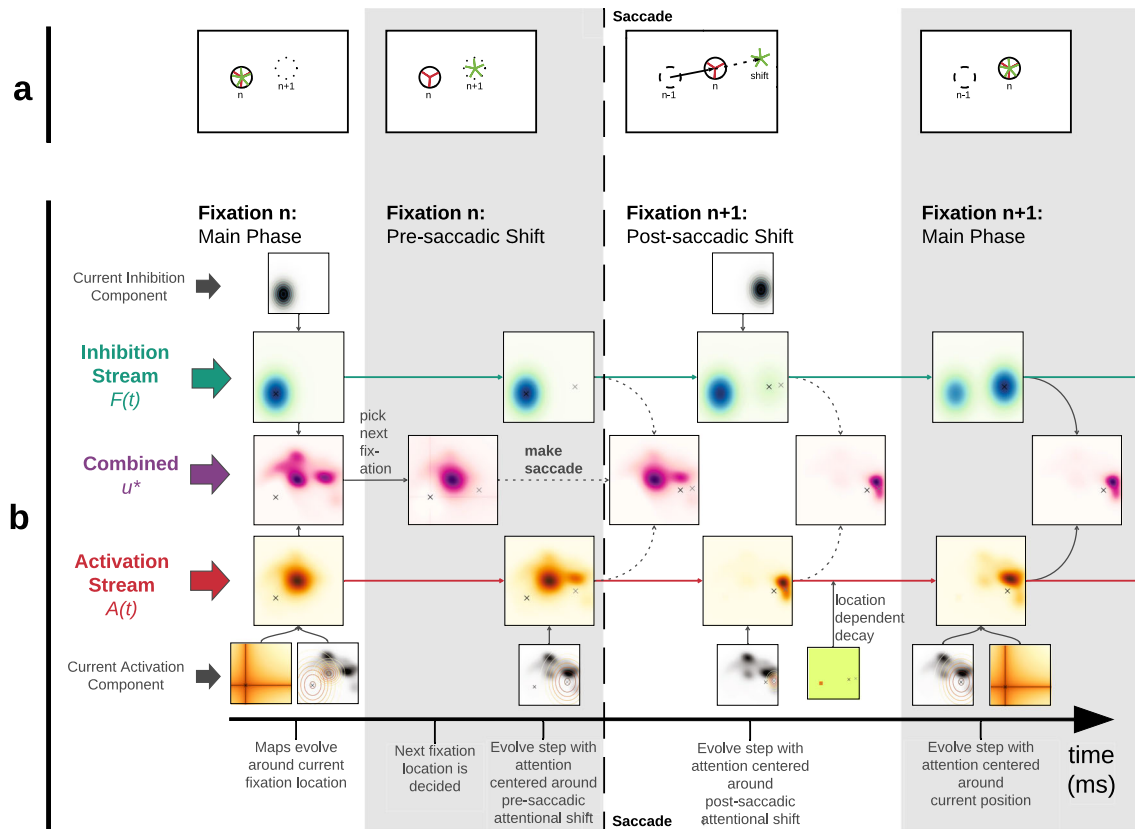 Saccade
a
n
n+1
n
n+1
n-1
n
shift
n-1
n
b
Fixation n:
Main Phase
Fixation n:
Pre-saccadic Shift
Fixation n+1:
Post-saccadic Shift
Fixation n+1:
Main Phase
Current Inhibition
Component
Inhibition
Stream
F(t)
pick
next
fix-
ation
Combined
u*
make
saccade
Activation
Stream
A(t)
location
dependent
decay
Current Activation
Component
Maps evolve
around current
fixation location
Next fixation
location is
decided
Evolve step with
attention
centered around
pre-saccadic
attentional shift
Evolve step with
attention centered
around
post-saccadic
attentional shift
Evolve step with
attention centered
around
current position
time
(ms)
Saccade